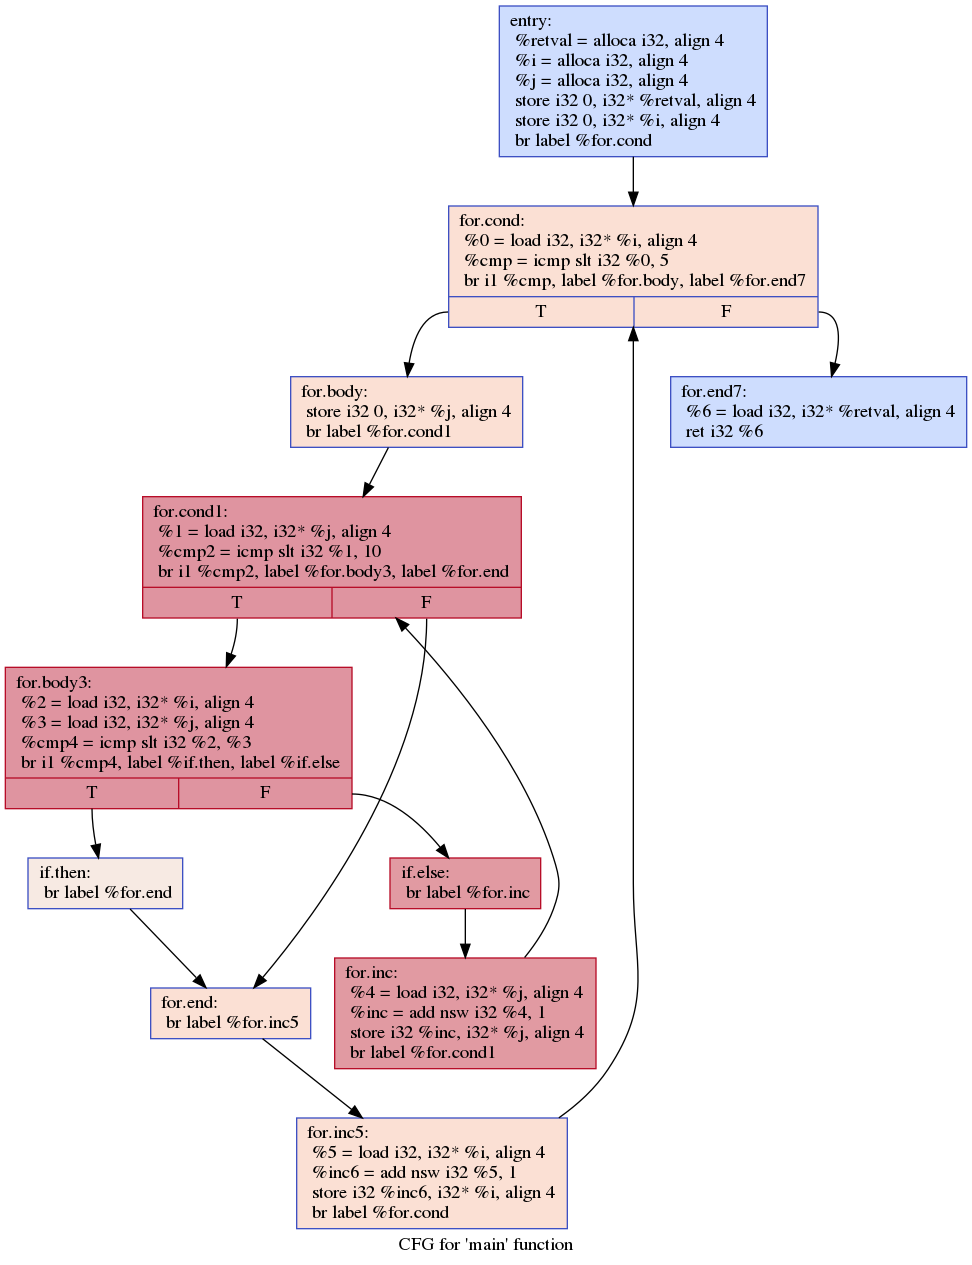 entry:
%retval = alloca i32, align 4
%i = alloca i32, align 4
%j = alloca i32, align 4
store i32 0, i32* %retval, align 4
store i32 0, i32* %i, align 4
br label %for.cond
for.cond:
%0 = load i32, i32* %i, align 4
%cmp = icmp slt i32 %0, 5
br i1 %cmp, label %for.body, label %for.end7
T F
for.body:
store i32 0, i32* %j, align 4
br label %for.cond1
for.end7:
%6 = load i32, i32* %retval, align 4
ret i32 %6
for.cond1:
%1 = load i32, i32* %j, align 4
%cmp2 = icmp slt i32 %1, 10
br i1 %cmp2, label %for.body3, label %for.end
T F
for.body3:
%2 = load i32, i32* %i, align 4
%3 = load i32, i32* %j, align 4
%cmp4 = icmp slt i32 %2, %3
br i1 %cmp4, label %if.then, label %if.else
T F
if.then:
br label %for.end
if.else:
br label %for.inc
for.end:
br label %for.inc5
for.inc:
%4 = load i32, i32* %j, align 4
%inc = add nsw i32 %4, 1
store i32 %inc, i32* %j, align 4
br label %for.cond1
for.inc5:
%5 = load i32, i32* %i, align 4
%inc6 = add nsw i32 %5, 1
store i32 %inc6, i32* %i, align 4
br label %for.cond
CFG for 'main' function